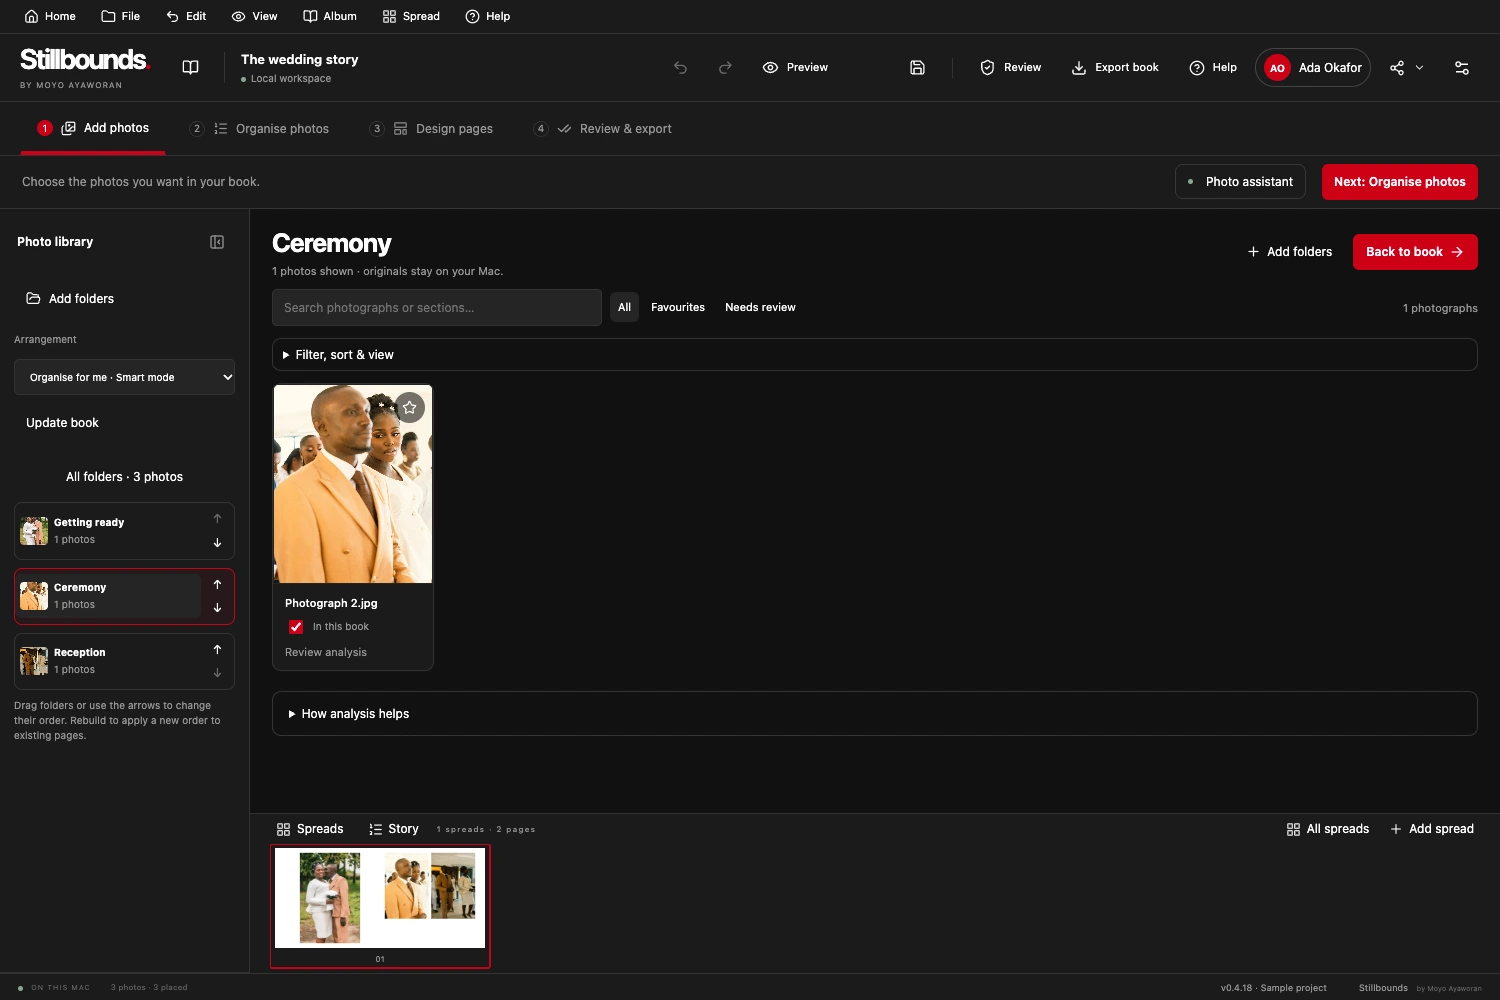 Home File Edit View Album Spread Help
Stillbounds.
BY MOYO AYAWORAN
The wedding story
Local workspace
Preview Review Export book Help AO Ada Okafor
1 Add photos 2 Organise photos 3 Design pages 4 Review & export
Choose the photos you want in your book.
Photo assistant Next: Organise photos
Photo library
Add folders
Arrangement
Organise for me · Smart mode
Update book
All folders · 3 photos
Getting ready
1 photos
Ceremony
1 photos
Reception
1 photos
Drag folders or use the arrows to change
their order. Rebuild to apply a new order to
existing pages.
Ceremony
1 photos shown · originals stay on your Mac.
Add folders Back to book
Search photographs or sections...
All Favourites Needs review 1 photographs
Filter, sort & view
Photograph 2.jpg
In this book
Review analysis
How analysis helps
Spreads Story 1 spreads · 2 pages All spreads Add spread
01
ON THIS MAC 3 photos · 3 placed v0.4.18 · Sample project Stillbounds by Moyo Ayaworan